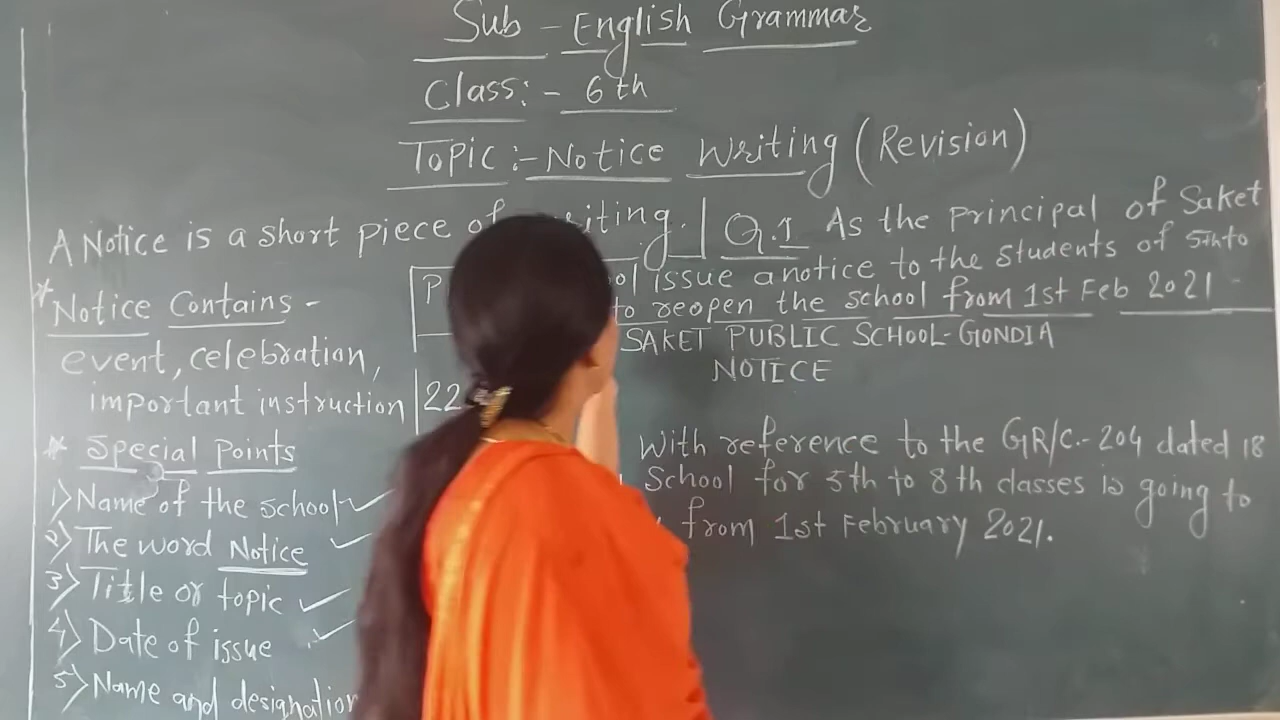 Sub - English Grammar
Class:- 6th
Topic:- Notice Writing (Revision)
A Notice is a short piece of writing.
* Notice Contains -
event, celebration,
important instruction
* Special Points
1) Name of the school
2) The word Notice
3) Title or topic
4) Date of issue
5) Name and designation
Q.1 As the principal of Saket
issue a notice to the students of 5th to
to reopen the school from 1st Feb 2021
SAKET PUBLIC SCHOOL-GONDIA
NOTICE
22
With reference to the GR/C.-204 dated 18
School for 5th to 8th classes is going to
from 1st February 2021.